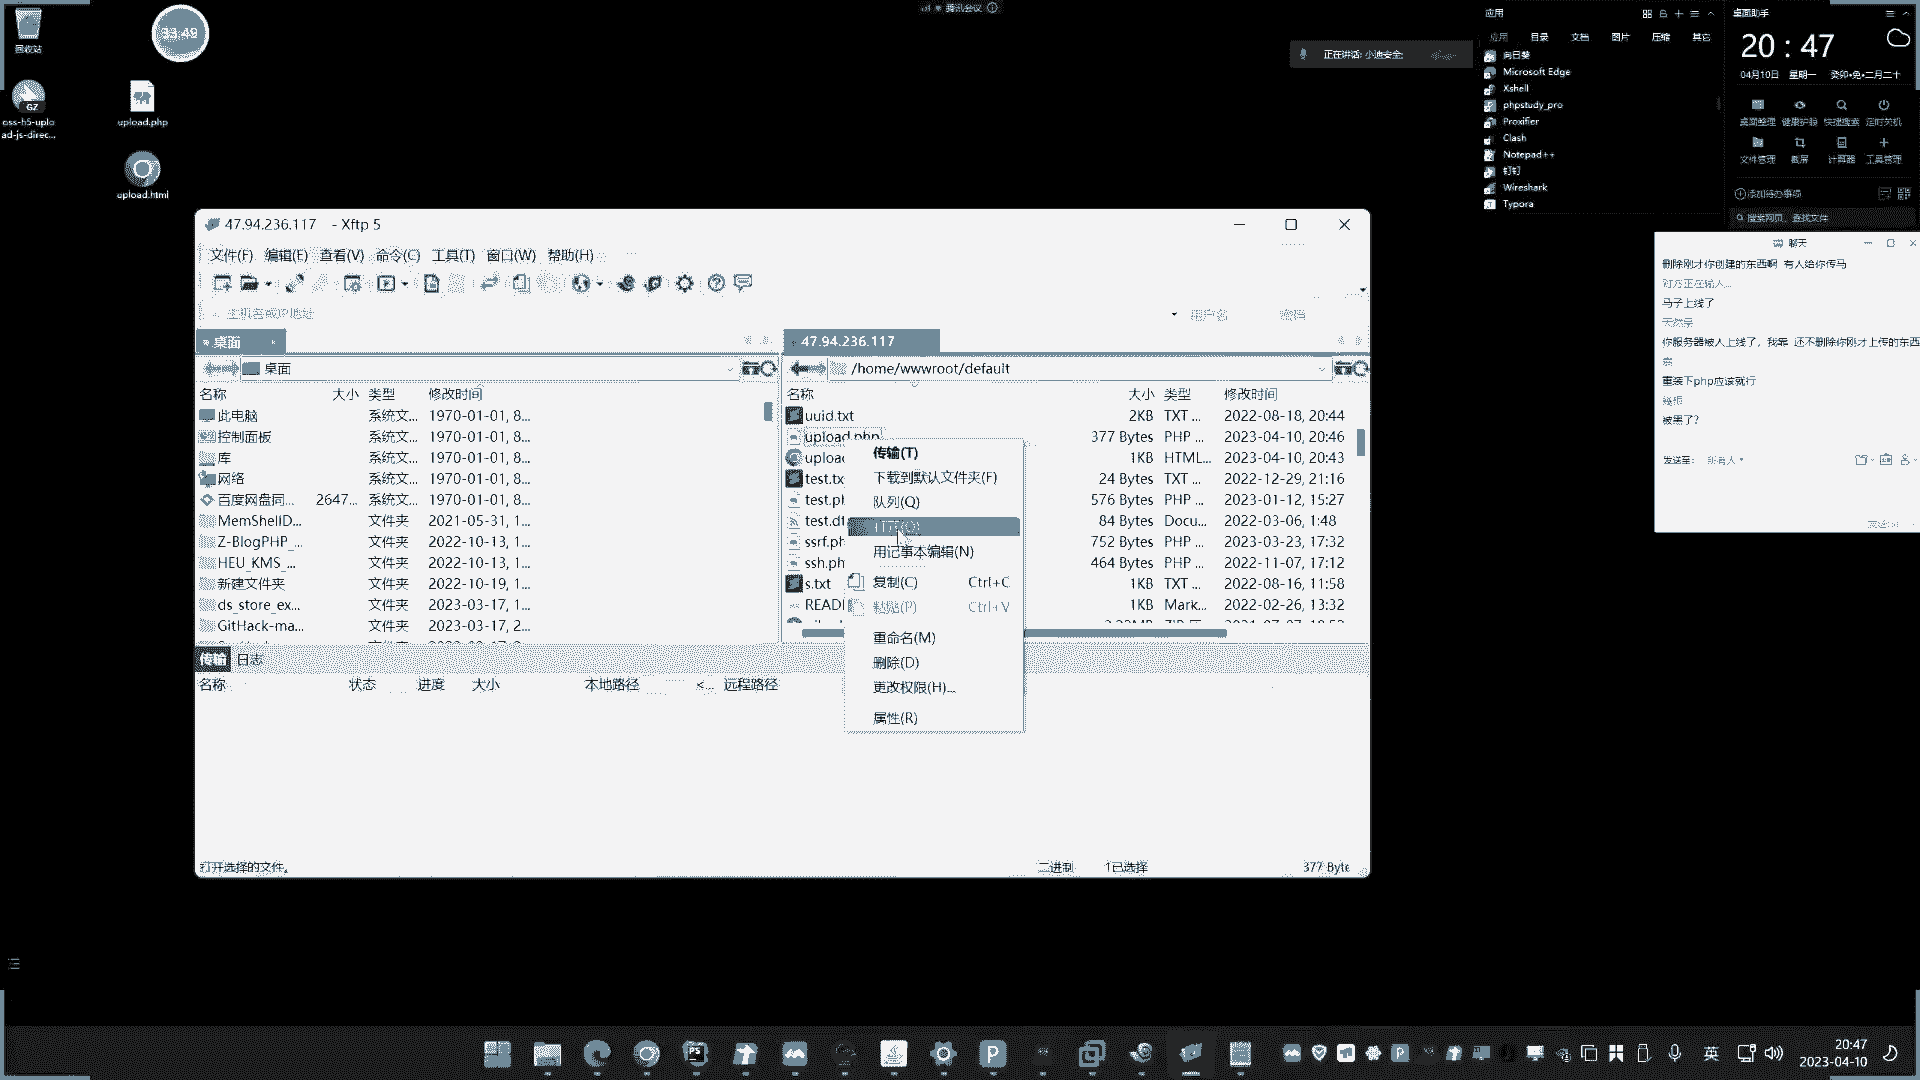 腾讯会议
回收站
33:49
GZ
oss-h5-uplo
ad-js-direc...
upload.php
upload.html
正在讲话: 小迪安全
应用
应用 目录 文档 图片 压缩 其它
向日葵
Microsoft Edge
Xshell
phpstudy_pro
Proxifier
Clash
Notepad++
钉钉
Wireshark
Typora
桌面助手
20 : 47
04月10日 星期一 癸卯•兔•二月二十
桌面整理 健康护眼 快捷搜索 定时关机
文件管理 截屏 计算器 工具管理
添加待办事项
搜索网页、查找文件
聊天
删除刚才你创建的东西啊 有人给你传马
对方正在输入...
马子上线了
天然呆
你服务器被人上线了，我靠 还不删除你刚才上传的东西
重装下php应该就行
被黑了？
发送至: 所有人
47.94.236.117 - Xftp 5
文件(F) 编辑(E) 查看(V) 命令(C) 工具(T) 窗口(W) 帮助(H)
主机名或IP地址 用户名 密码
桌面
47.94.236.117
桌面
/home/wwwroot/default
名称 大小 类型 修改时间
此电脑 系统文... 1970-01-01, 8...
控制面板 系统文... 1970-01-01, 8...
库 系统文... 1970-01-01, 8...
网络 系统文... 1970-01-01, 8...
百度网盘同... 2647... 系统文... 1970-01-01, 8...
MemShellD... 文件夹 2021-05-31, 1...
Z-BlogPHP_... 文件夹 2022-10-13, 1...
HEU_KMS_... 文件夹 2022-10-13, 1...
新建文件夹 文件夹 2022-10-19, 1...
ds_store_ex... 文件夹 2023-03-17, 1...
GitHack-ma... 文件夹 2023-03-17, 2...
名称 大小 类型 修改时间
uuid.txt 2KB TXT ... 2022-08-18, 20:44
upload.php 377 Bytes PHP ... 2023-04-10, 20:46
upload 1KB HTML... 2023-04-10, 20:43
test.tx 24 Bytes TXT ... 2022-12-29, 21:16
test.ph 576 Bytes PHP ... 2023-01-12, 15:27
test.dt 84 Bytes Docu... 2022-03-06, 1:48
ssrf.ph 752 Bytes PHP ... 2023-03-23, 17:32
ssh.ph 464 Bytes PHP ... 2022-11-07, 17:12
s.txt 1KB TXT ... 2022-08-16, 11:58
READI 1KB Mark... 2022-02-26, 13:32
传输(T)
下载到默认文件夹(F)
队列(Q)
打开(O)
用记事本编辑(N)
复制(C) Ctrl+C
粘贴(P) Ctrl+V
重命名(M)
删除(D)
更改权限(H)...
属性(R)
传输 日志
名称 状态 进度 大小 本地路径 <... 远程路径
打开选择的文件。 二进制 1已选择 377 Byte
英
20:47
2023-04-10